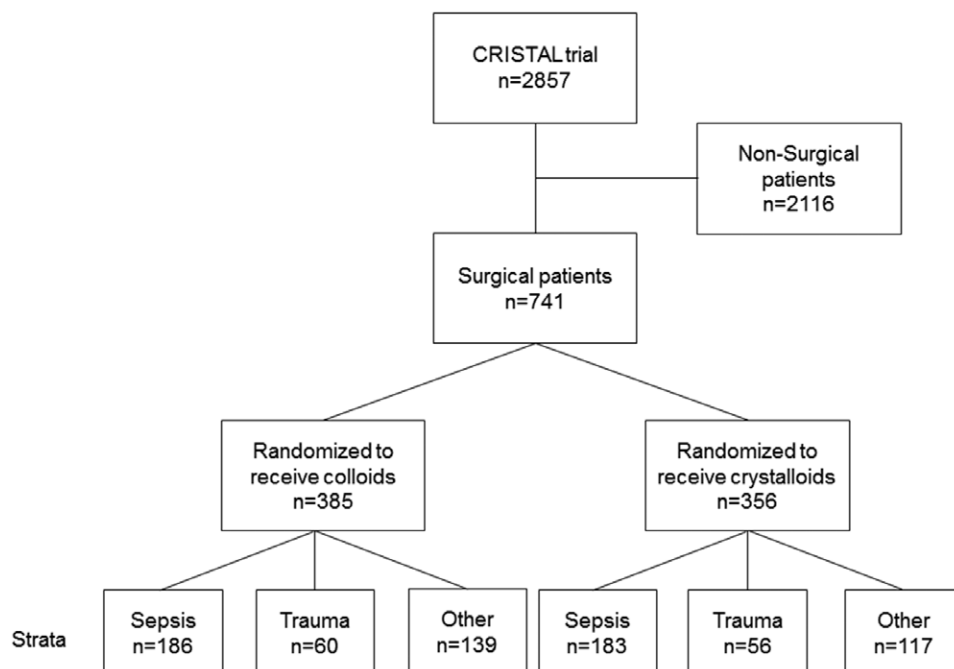 CRISTAL trial
n=2857
Non-Surgical
patients
n=2116
Surgical patients
n=741
Randomized to
receive colloids
n=385
Randomized to
receive crystalloids
n=356
Strata
Sepsis
n=186
Trauma
n=60
Other
n=139
Sepsis
n=183
Trauma
n=56
Other
n=117